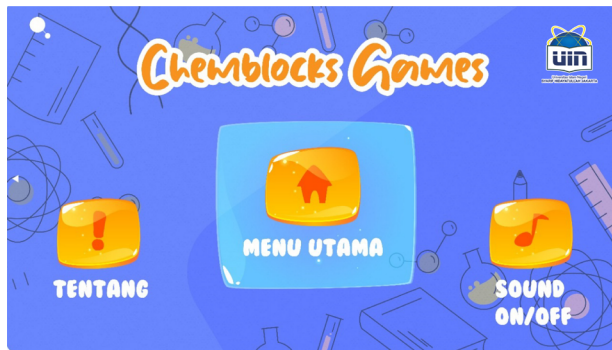 Chemblocks Games
UIN
MENU UTAMA
TENTANG
SOUND
ON/OFF